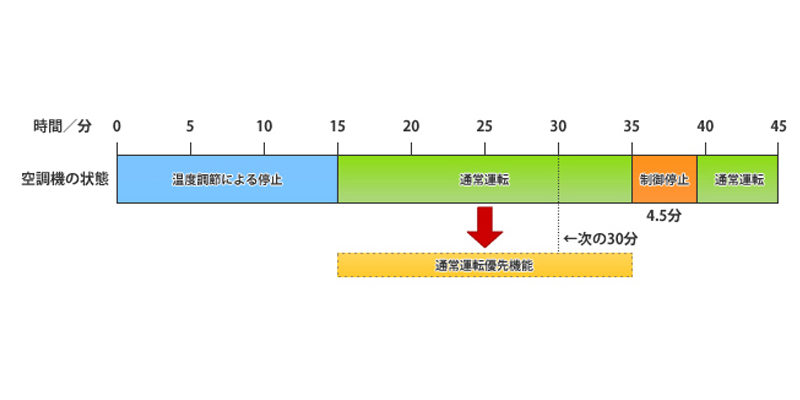 時間／分 0 5 10 15 20 25 30 35 40 45
空調機の状態 温度調節による停止 通常運転 制御停止 通常運転
4.5分
←次の30分
通常運転優先機能